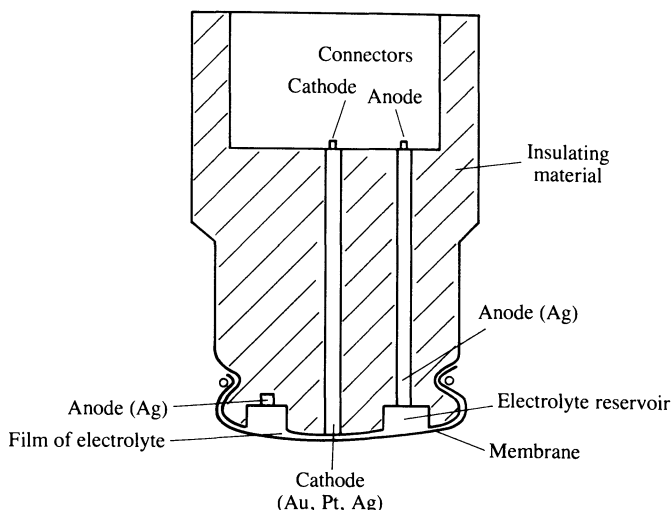 Connectors
Cathode
Anode
Insulating
material
Anode (Ag)
Anode (Ag)
Electrolyte reservoir
Film of electrolyte
Membrane
Cathode
(Au, Pt, Ag)